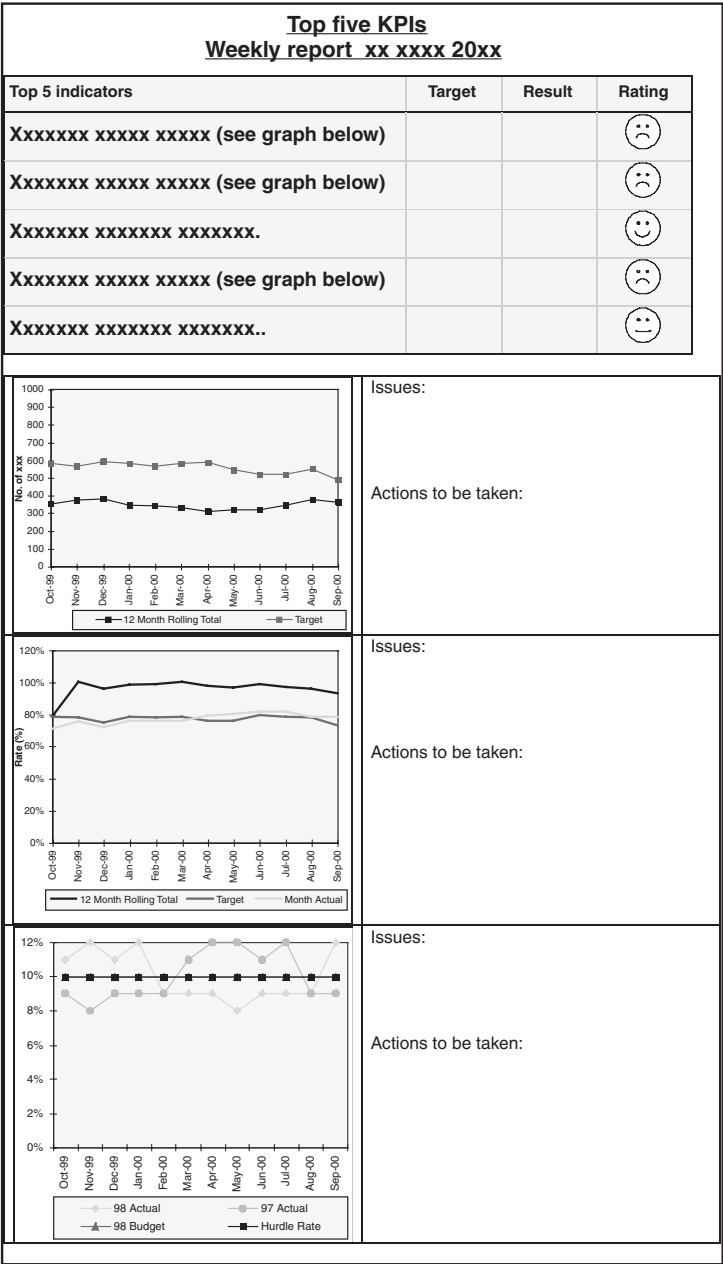 Top five KPIs
Weekly report xx xxxx 20xx
Top 5 indicators Target Result Rating
Xxxxxxx xxxxx xxxxx (see graph below)
Xxxxxxx xxxxx xxxxx (see graph below)
Xxxxxxx xxxxxxx xxxxxxx.
Xxxxxxx xxxxx xxxxx (see graph below)
Xxxxxxx xxxxxxx xxxxxxx..
1000
900
800
700
600
500
400
300
200
100
0
No. of xxx
Oct-99 Nov-99 Dec-99 Jan-00 Feb-00 Mar-00 Apr-00 May-00 Jun-00 Jul-00 Aug-00 Sep-00
12 Month Rolling Total Target
Issues:
Actions to be taken:
120%
100%
80%
60%
40%
20%
0%
Rate (%)
Oct-99 Nov-99 Dec-99 Jan-00 Feb-00 Mar-00 Apr-00 May-00 Jun-00 Jul-00 Aug-00 Sep-00
12 Month Rolling Total Target Month Actual
Issues:
Actions to be taken:
12%
10%
8%
6%
4%
2%
0%
Oct-99 Nov-99 Dec-99 Jan-00 Feb-00 Mar-00 Apr-00 May-00 Jun-00 Jul-00 Aug-00 Sep-00
98 Actual 97 Actual
98 Budget Hurdle Rate
Issues:
Actions to be taken: